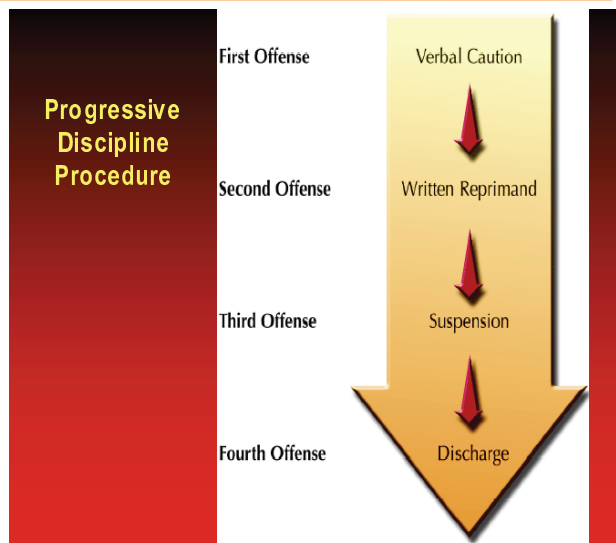 Progressive
Discipline
Procedure
First Offense
Verbal Caution
Second Offense
Written Reprimand
Third Offense
Suspension
Fourth Offense
Discharge